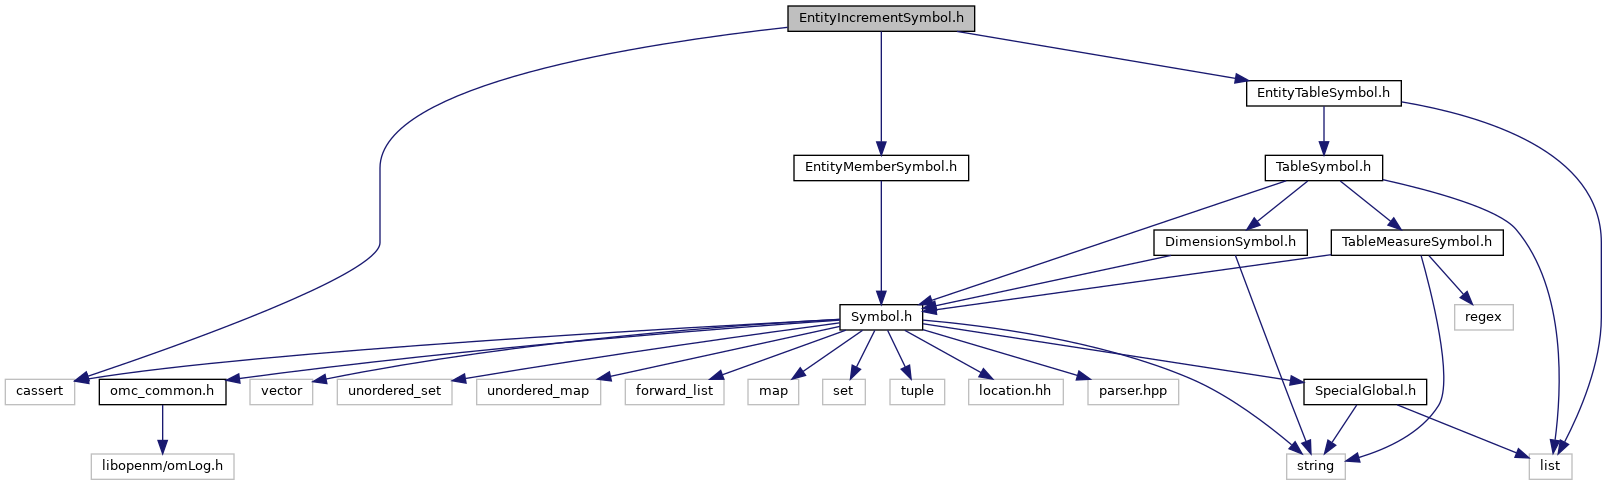 EntityIncrementSymbol.h
EntityTableSymbol.h
EntityMemberSymbol.h
TableSymbol.h
DimensionSymbol.h
TableMeasureSymbol.h
Symbol.h
regex
cassert
omc_common.h
vector
unordered_set
unordered_map
forward_list
map
set
tuple
location.hh
parser.hpp
SpecialGlobal.h
libopenm/omLog.h
string
list